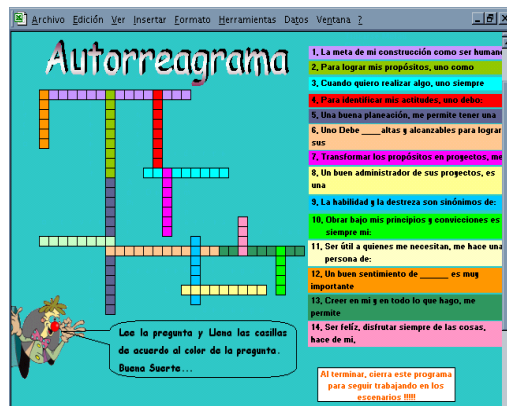 Archivo Edición Ver Insertar Formato Herramientas Datos Ventana ?
Autorreagrama
1, La meta de mi construcción como ser human
2, Para lograr mis propósitos, uno como
3, Cuando quiero realizar algo, uno siempre
4, Para identificar mis actitudes, uno debo:
5, Una buena planeación, me permite tener una
6, Uno Debe ____altas y alcanzables para lograr
sus
7, Transformar los propósitos en proyectos, me
8, Un buen administrador de sus proyectos, es
una
9, La habilidad y la destreza son sinónimos de:
10, Obrar bajo mis principios y convicciones es
siempre mi:
11, Ser útil a quienes me necesitan, me hace una
persona de:
12, Un buen sentimiento de ______ es muy
importante
13, Creer en mi y en todo lo que hago, me
permite
14, Ser feliz, disfrutar siempre de las cosas,
hace de mi,
Lee la pregunta y Llena las casillas
de acuerdo al color de la pregunta.
Buena Suerte...
Al terminar, cierra este programa
para seguir trabajando en los
escenarios !!!!!